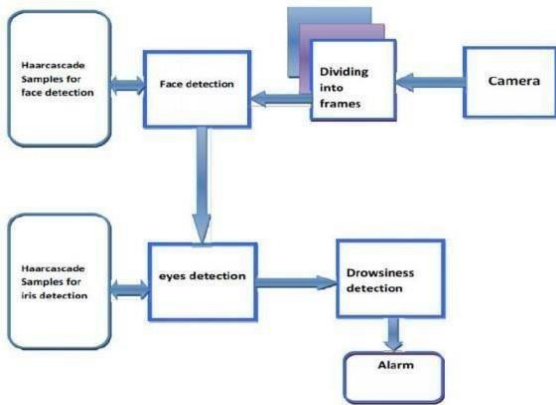 Haarcascade
Samples for
face detection
Face detection
Dividing
into
frames
Camera
Haarcascade
Samples for
iris detection
eyes detection
Drowsiness
detection
Alarm